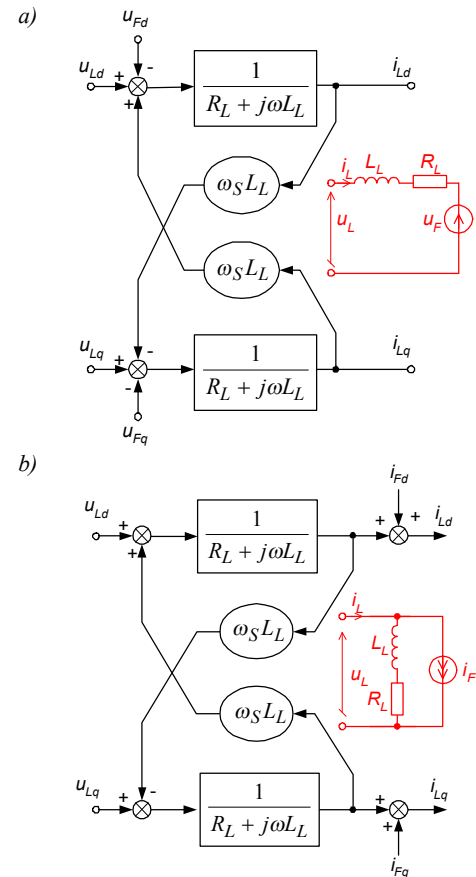 a)
u_Fd
u_Ld + - +
1 / (R_L + jωL_L)
i_Ld
ω_S L_L
i_L L_L R_L
u_L u_F
ω_S L_L
u_Lq + - -
1 / (R_L + jωL_L)
i_Lq
u_Fq
b)
i_Fd
u_Ld + +
1 / (R_L + jωL_L)
+ + i_Ld
ω_S L_L
i_L
L_L
u_L i_F
R_L
ω_S L_L
u_Lq + -
1 / (R_L + jωL_L)
+ + i_Lq
i_Fq